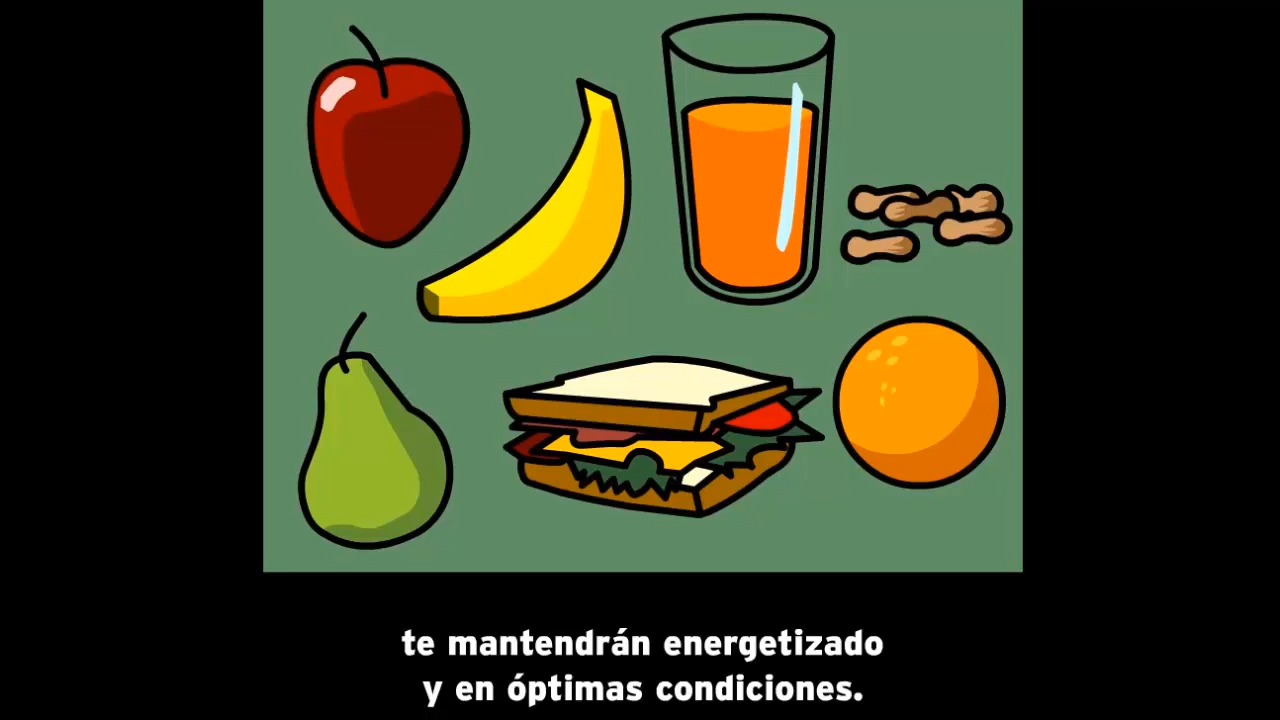 te mantendrán energetizado
y en óptimas condiciones.